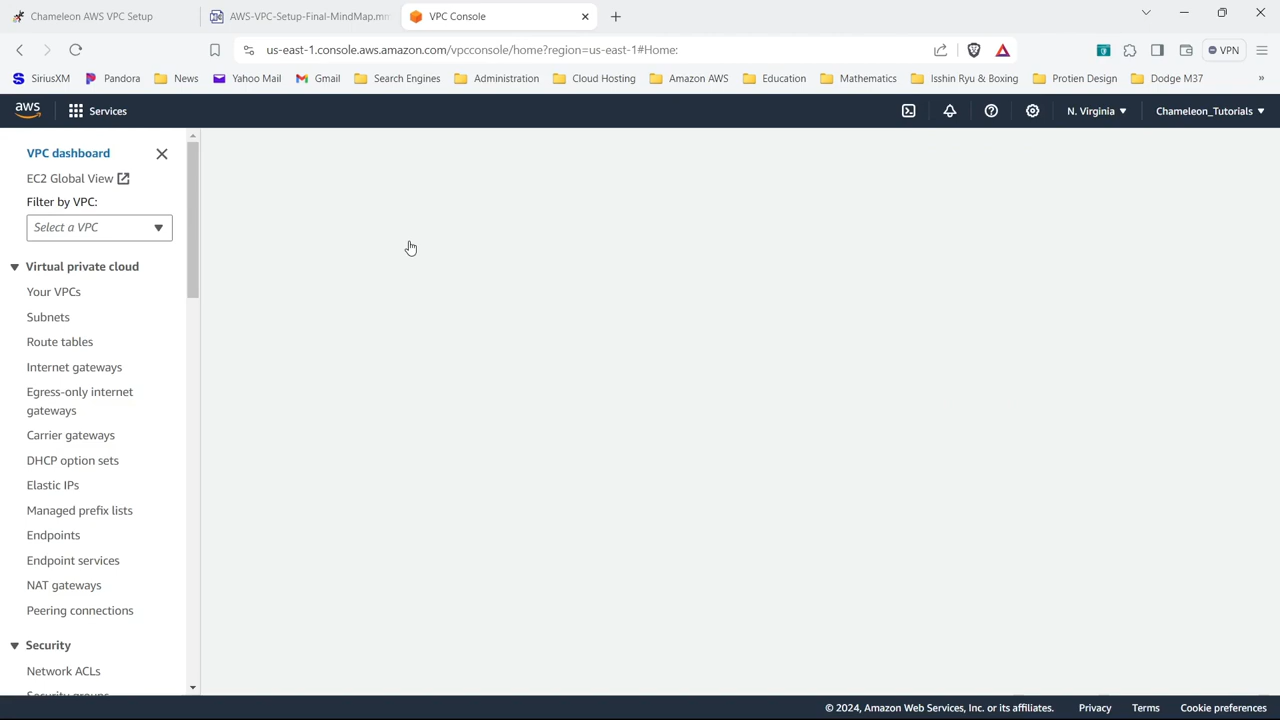 Chameleon AWS VPC Setup
AWS-VPC-Setup-Final-MindMap.mm
VPC Console
us-east-1.console.aws.amazon.com/vpcconsole/home?region=us-east-1#Home:
VPN
SiriusXM
Pandora
News
Yahoo Mail
Gmail
Search Engines
Administration
Cloud Hosting
Amazon AWS
Education
Mathematics
Isshin Ryu & Boxing
Protien Design
Dodge M37
»
aws
Services
N. Virginia
Chameleon_Tutorials
VPC dashboard
EC2 Global View
Filter by VPC:
Select a VPC
Virtual private cloud
Your VPCs
Subnets
Route tables
Internet gateways
Egress-only internet
gateways
Carrier gateways
DHCP option sets
Elastic IPs
Managed prefix lists
Endpoints
Endpoint services
NAT gateways
Peering connections
Security
Network ACLs
Security groups
© 2024, Amazon Web Services, Inc. or its affiliates.
Privacy
Terms
Cookie preferences